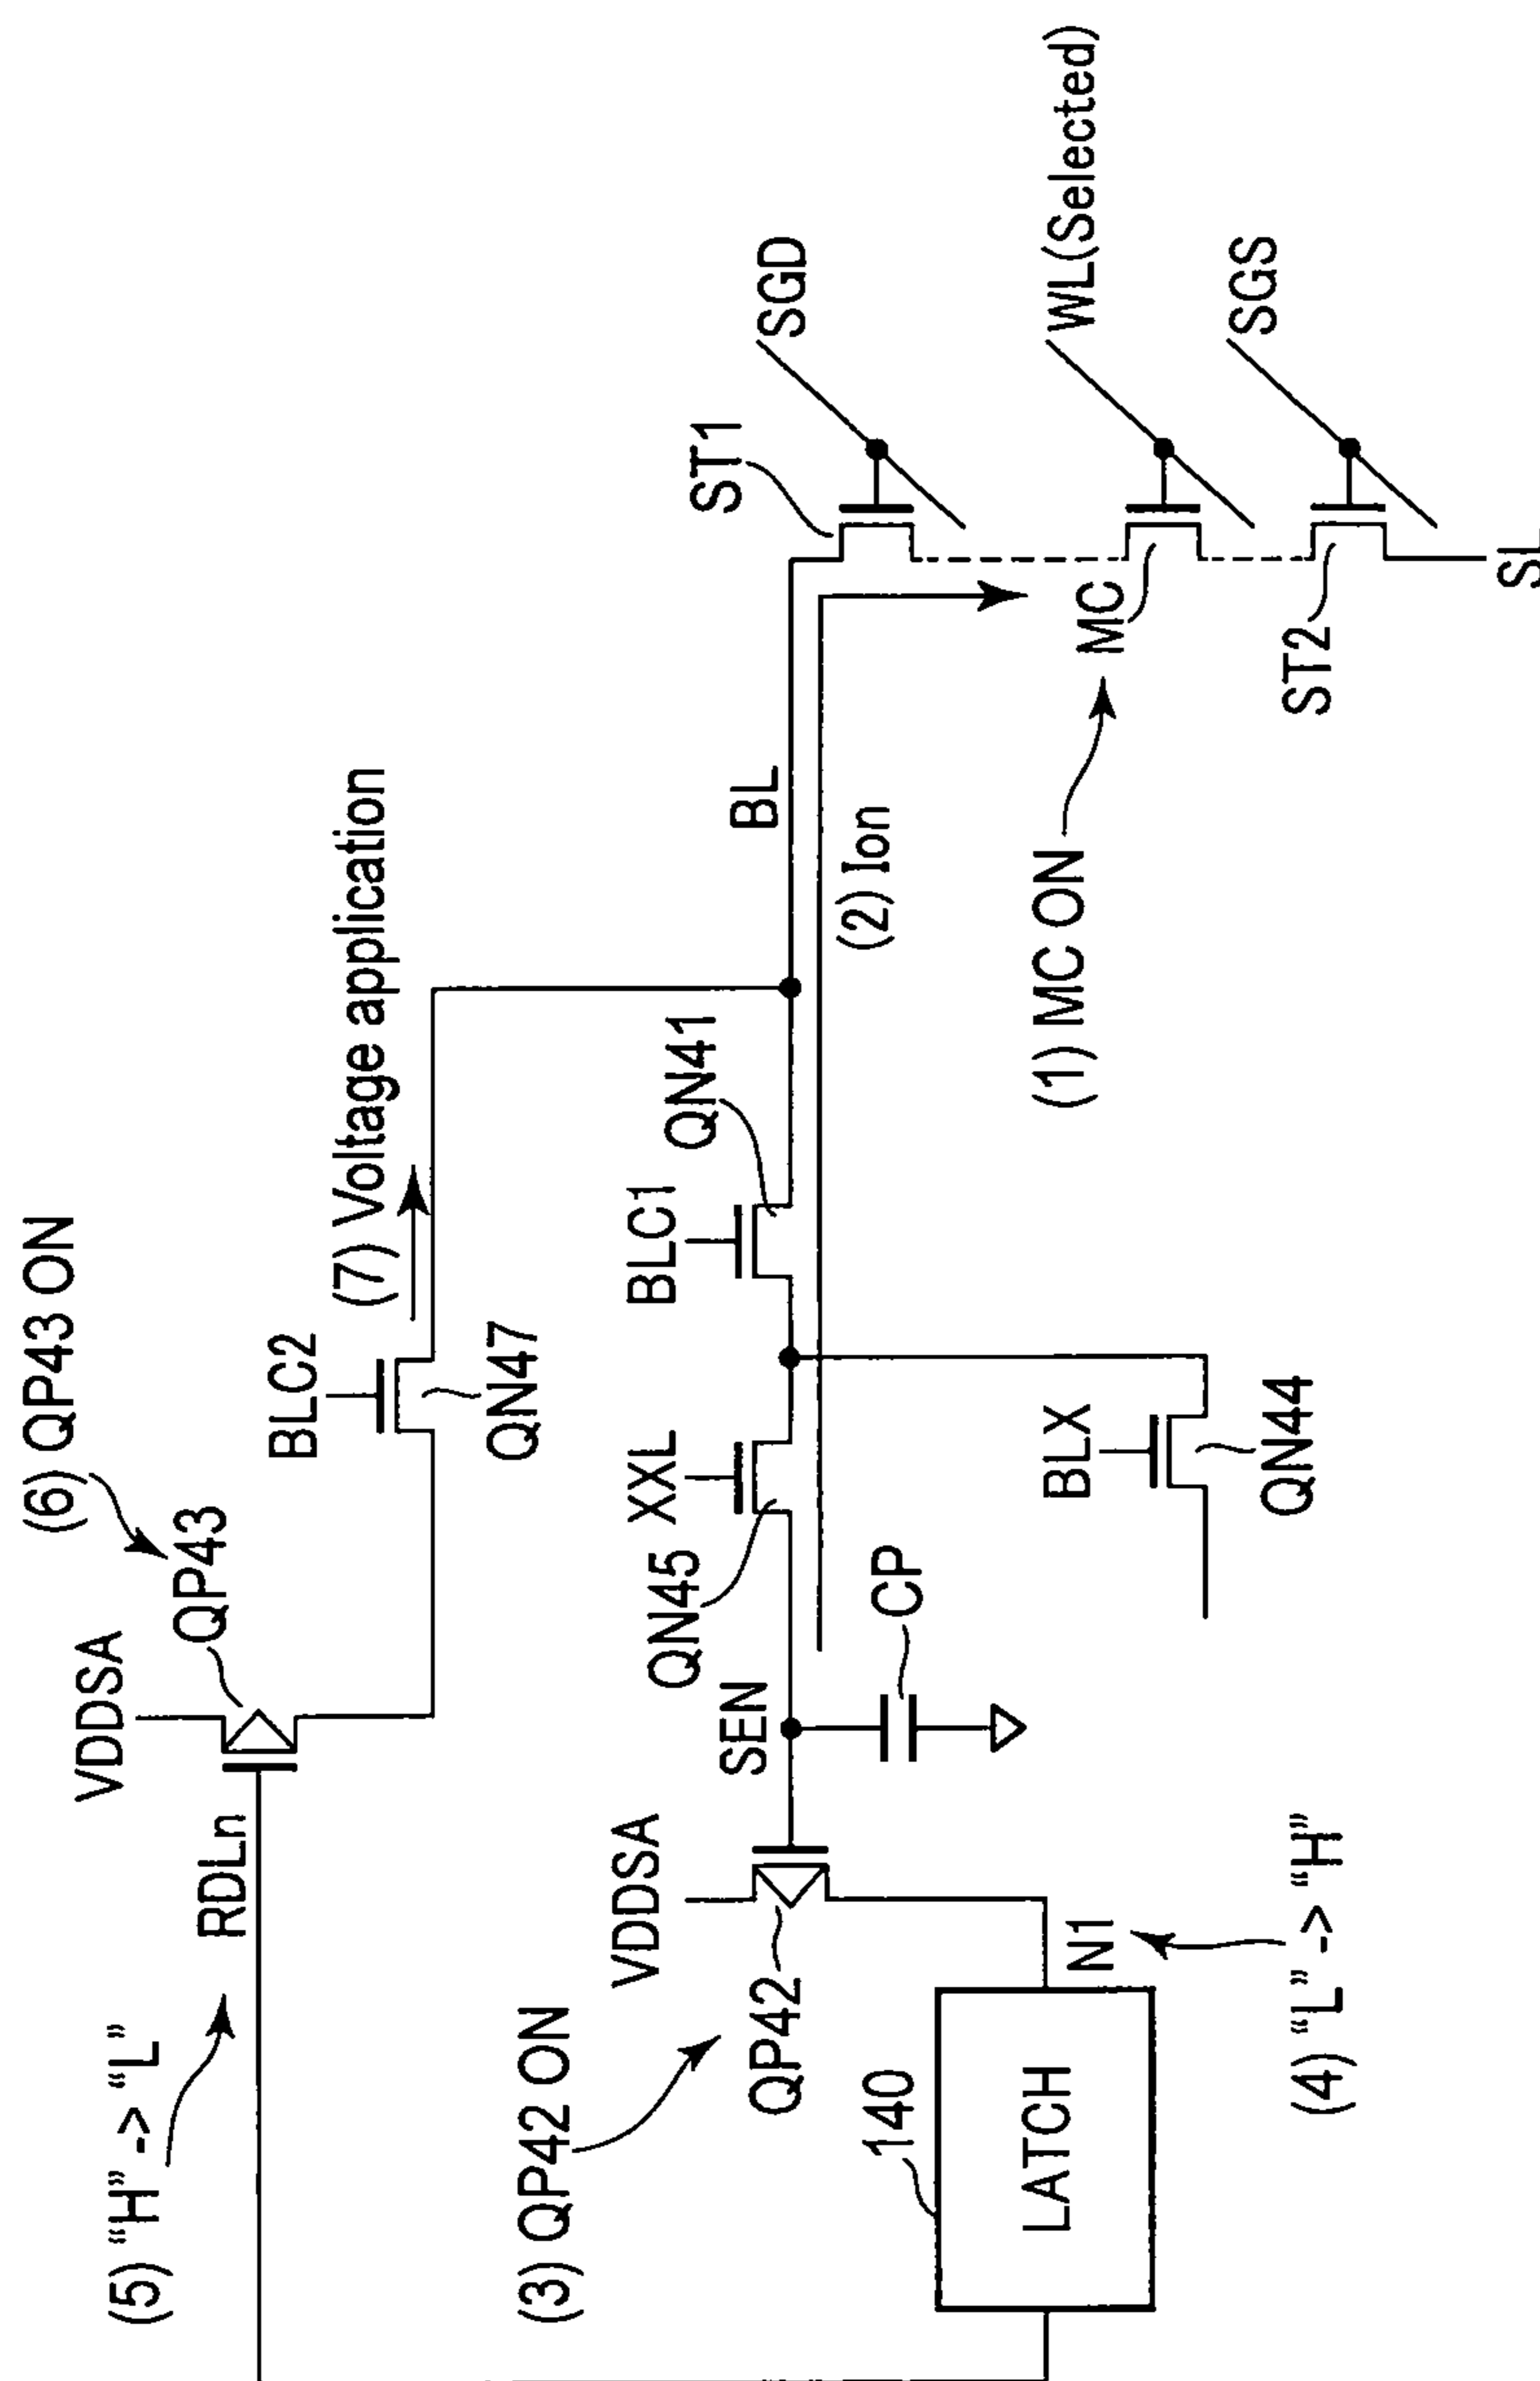 (6) QP43 ON
VDDSA
QP43
(5) “H” -> “L”
RDLn
BLC2
QN47
(7) Voltage application
(3) QP42 ON
VDDSA
QP42
SEN
QN45
XXL
BLC1
QN41
BL
ST1
SGD
140
LATCH
N1
CP
(2) Ion
BLX
QN44
(1) MC ON
MC
WL(Selected)
(4) “L” -> “H”
ST2
SGS
SL